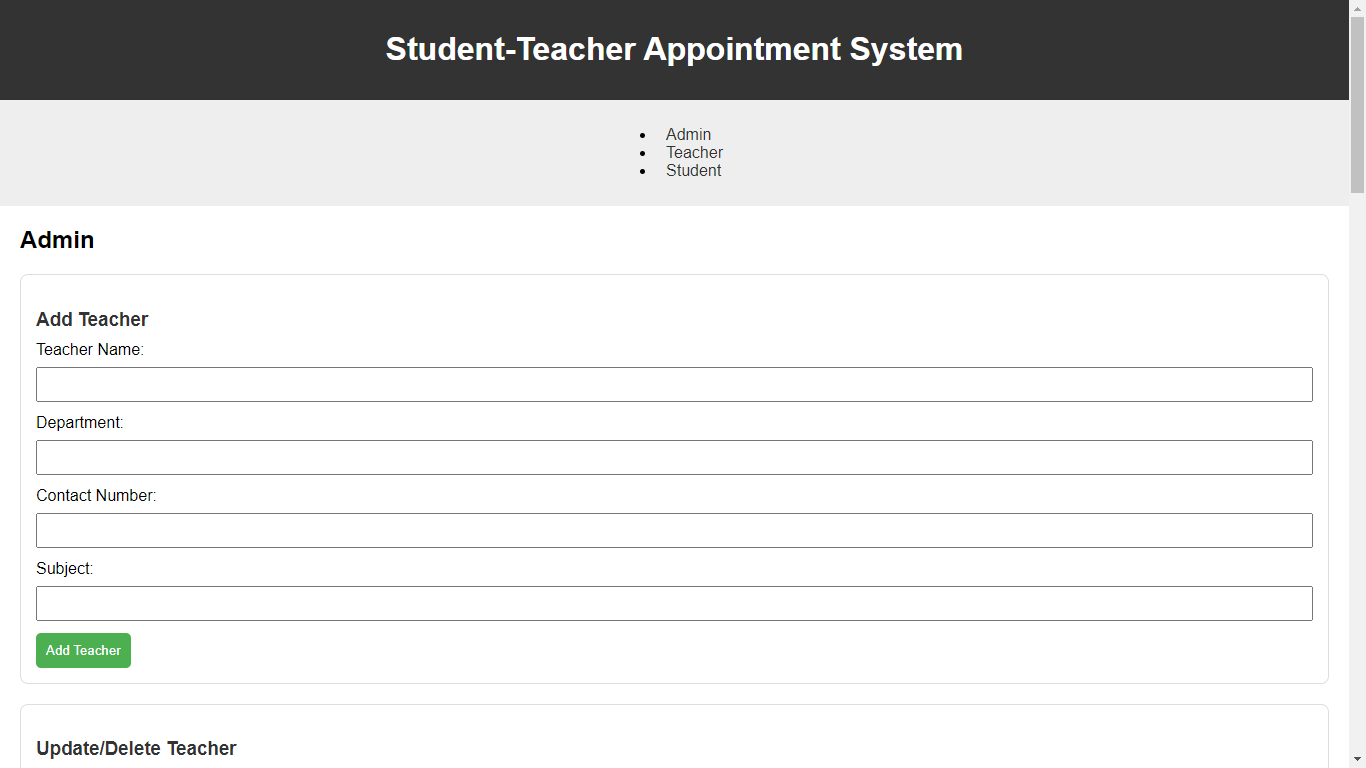 Student-Teacher Appointment System
Admin
Teacher
Student
Admin
Add Teacher
Teacher Name:
Department:
Contact Number:
Subject:
Add Teacher
Update/Delete Teacher